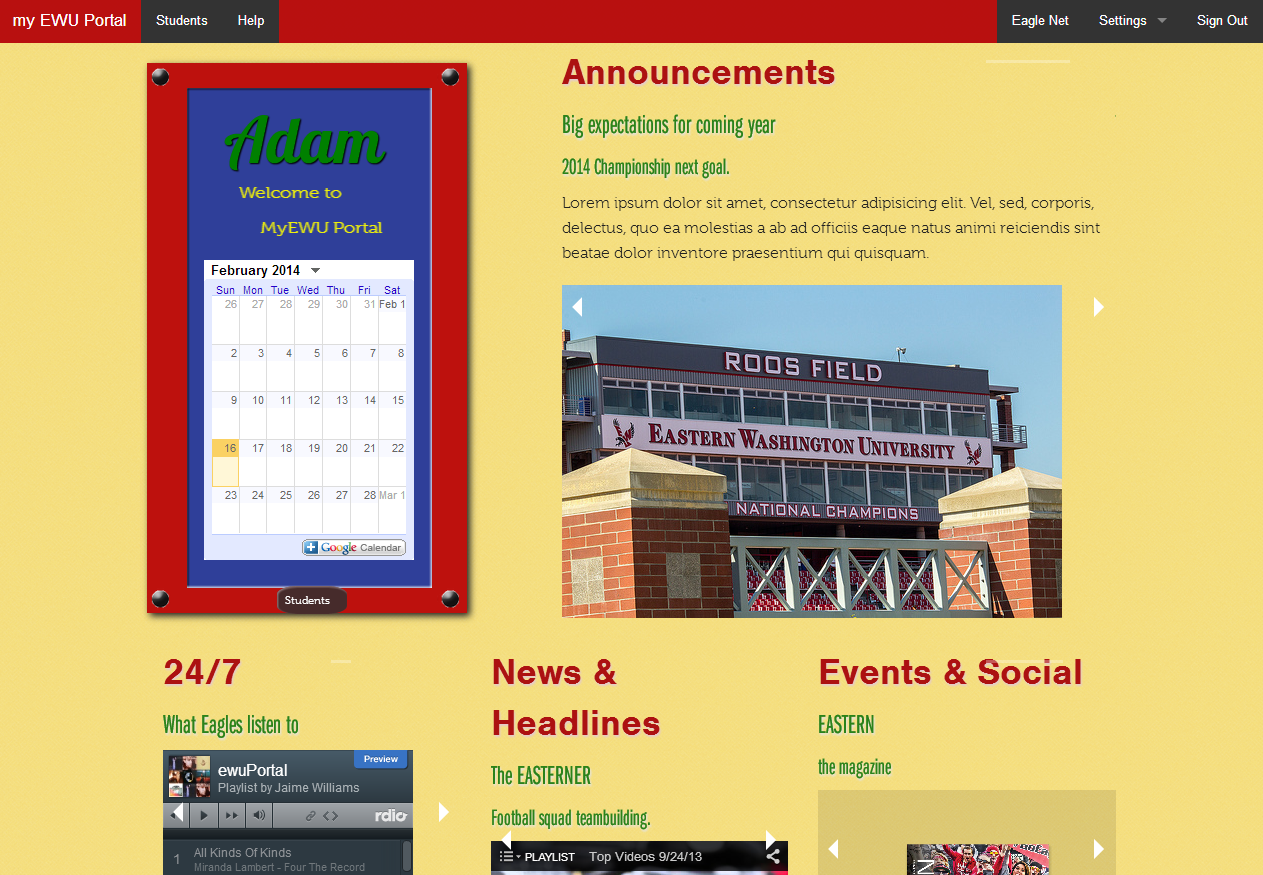 my EWU Portal
Students
Help
Eagle Net
Settings
Sign Out
Adam
Welcome to
MyEWU Portal
February 2014
Sun Mon Tue Wed Thu Fri Sat
26 27 28 29 30 31 Feb 1
2 3 4 5 6 7 8
9 10 11 12 13 14 15
16 17 18 19 20 21 22
23 24 25 26 27 28 Mar 1
Google Calendar
Students
Announcements
Big expectations for coming year
2014 Championship next goal.
Lorem ipsum dolor sit amet, consectetur adipisicing elit. Vel, sed, corporis,
delectus, quo ea molestias a ab ad officiis eaque natus animi reiciendis sint
beatae dolor inventore praesentium qui quisquam.
ROOS FIELD
EASTERN WASHINGTON UNIVERSITY
NATIONAL CHAMPIONS
24/7
What Eagles listen to
Preview
ewuPortal
Playlist by Jaime Williams
rdio
1 All Kinds Of Kinds
Miranda Lambert - Four The Record
News &
Headlines
The EASTERNER
Football squad teambuilding.
PLAYLIST Top Videos 9/24/13
Events & Social
EASTERN
the magazine